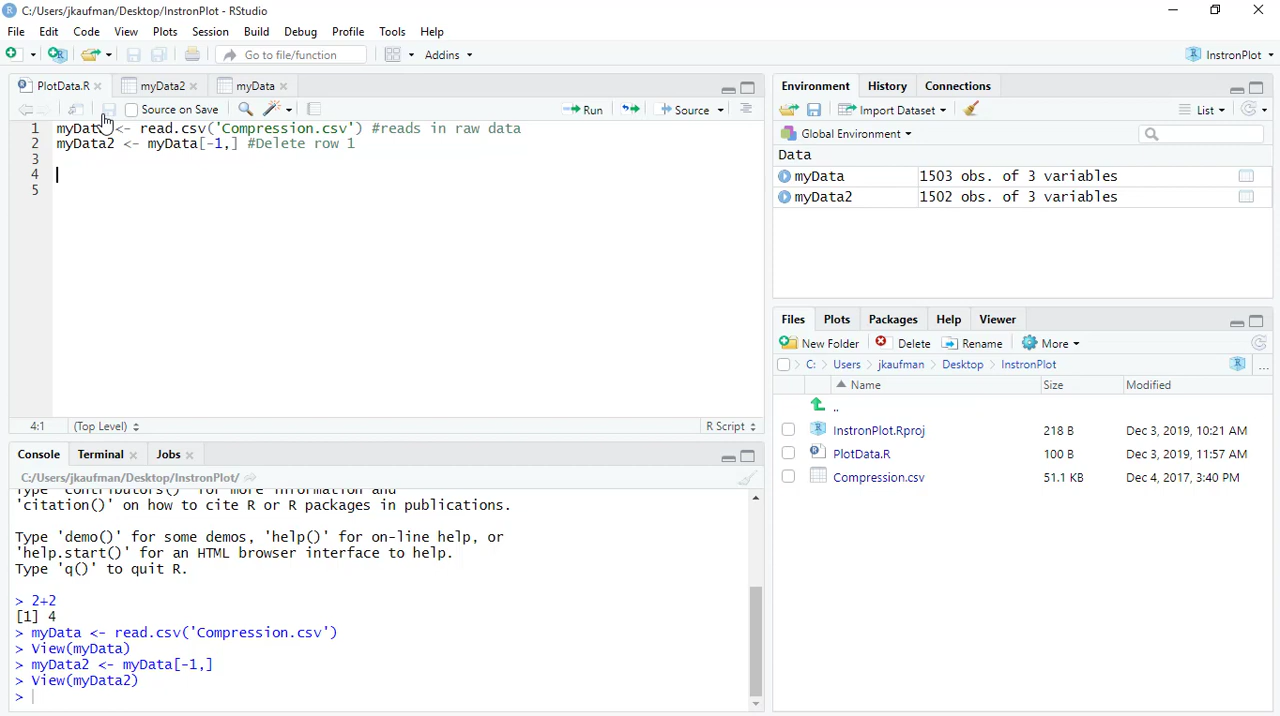 C:/Users/jkaufman/Desktop/InstronPlot - RStudio
File Edit Code View Plots Session Build Debug Profile Tools Help
Go to file/function Addins InstronPlot
PlotData.R myData2 myData
Source on Save Run Source
1 myData <- read.csv('Compression.csv') #reads in raw data
2 myData2 <- myData[-1,] #Delete row 1
3
4
5
4:1 (Top Level) R Script
Console Terminal Jobs
C:/Users/jkaufman/Desktop/InstronPlot/
Type 'contributors()' for more information and
'citation()' on how to cite R or R packages in publications.
Type 'demo()' for some demos, 'help()' for on-line help, or
'help.start()' for an HTML browser interface to help.
Type 'q()' to quit R.
> 2+2
[1] 4
> myData <- read.csv('Compression.csv')
> View(myData)
> myData2 <- myData[-1,]
> View(myData2)
>
Environment History Connections
Import Dataset List
Global Environment
Data
myData 1503 obs. of 3 variables
myData2 1502 obs. of 3 variables
Files Plots Packages Help Viewer
New Folder Delete Rename More
C: Users jkaufman Desktop InstronPlot ...
Name Size Modified
..
InstronPlot.Rproj 218 B Dec 3, 2019, 10:21 AM
PlotData.R 100 B Dec 3, 2019, 11:57 AM
Compression.csv 51.1 KB Dec 4, 2017, 3:40 PM